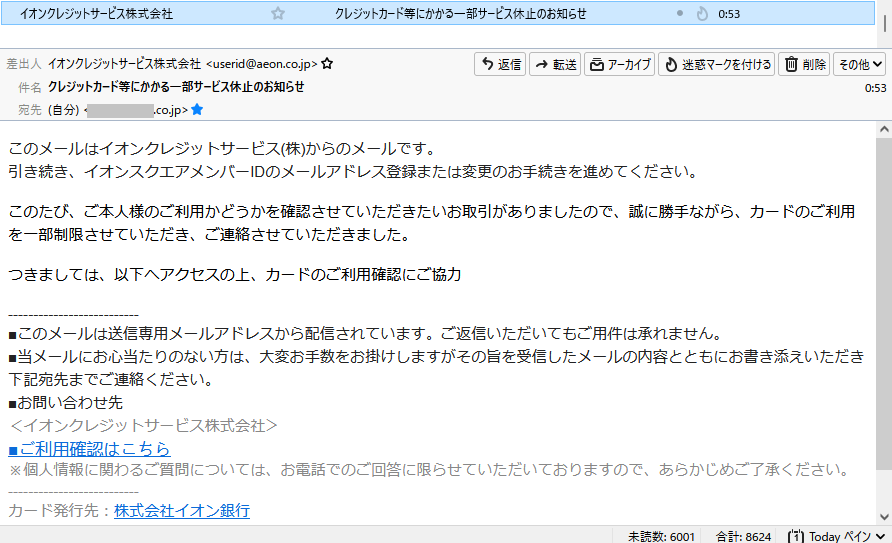 イオンクレジットサービス株式会社 クレジットカード等にかかる一部サービス休止のお知らせ 0:53
差出人 イオンクレジットサービス株式会社 <userid@aeon.co.jp> 返信 転送 アーカイブ 迷惑マークを付ける 削除 その他
件名 クレジットカード等にかかる一部サービス休止のお知らせ 0:53
宛先 (自分) < .co.jp>
このメールはイオンクレジットサービス(株)からのメールです。
引き続き、イオンスクエアメンバーIDのメールアドレス登録または変更のお手続きを進めてください。
このたび、ご本人様のご利用かどうかを確認させていただきたいお取引がありましたので、誠に勝手ながら、カードのご利用
を一部制限させていただき、ご連絡させていただきました。
つきましては、以下へアクセスの上、カードのご利用確認にご協力
--------------------------
■このメールは送信専用メールアドレスから配信されています。ご返信いただいてもご用件は承れません。
■当メールにお心当たりのない方は、大変お手数をお掛けしますがその旨を受信したメールの内容とともにお書き添えいただき
下記宛先までご連絡ください。
■お問い合わせ先
＜イオンクレジットサービス株式会社＞
■ご利用確認はこちら
※個人情報に関わるご質問については、お電話でのご回答に限らせていただいておりますので、あらかじめご了承ください。
--------------------------
カード発行先：株式会社イオン銀行
未読数: 6001 合計: 8624 Today ペイン